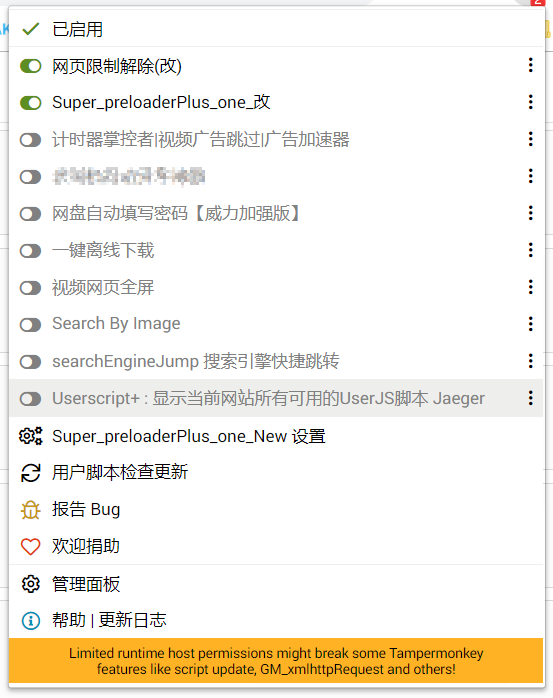 2
已启用
网页限制解除(改)
Super_preloaderPlus_one_改
计时器掌控者|视频广告跳过|广告加速器
网盘自动填写密码【威力加强版】
一键离线下载
视频网页全屏
Search By Image
searchEngineJump 搜索引擎快捷跳转
Userscript+ : 显示当前网站所有可用的UserJS脚本 Jaeger
Super_preloaderPlus_one_New 设置
用户脚本检查更新
报告 Bug
欢迎捐助
管理面板
帮助 | 更新日志
Limited runtime host permissions might break some Tampermonkey
features like script update, GM_xmlhttpRequest and others!